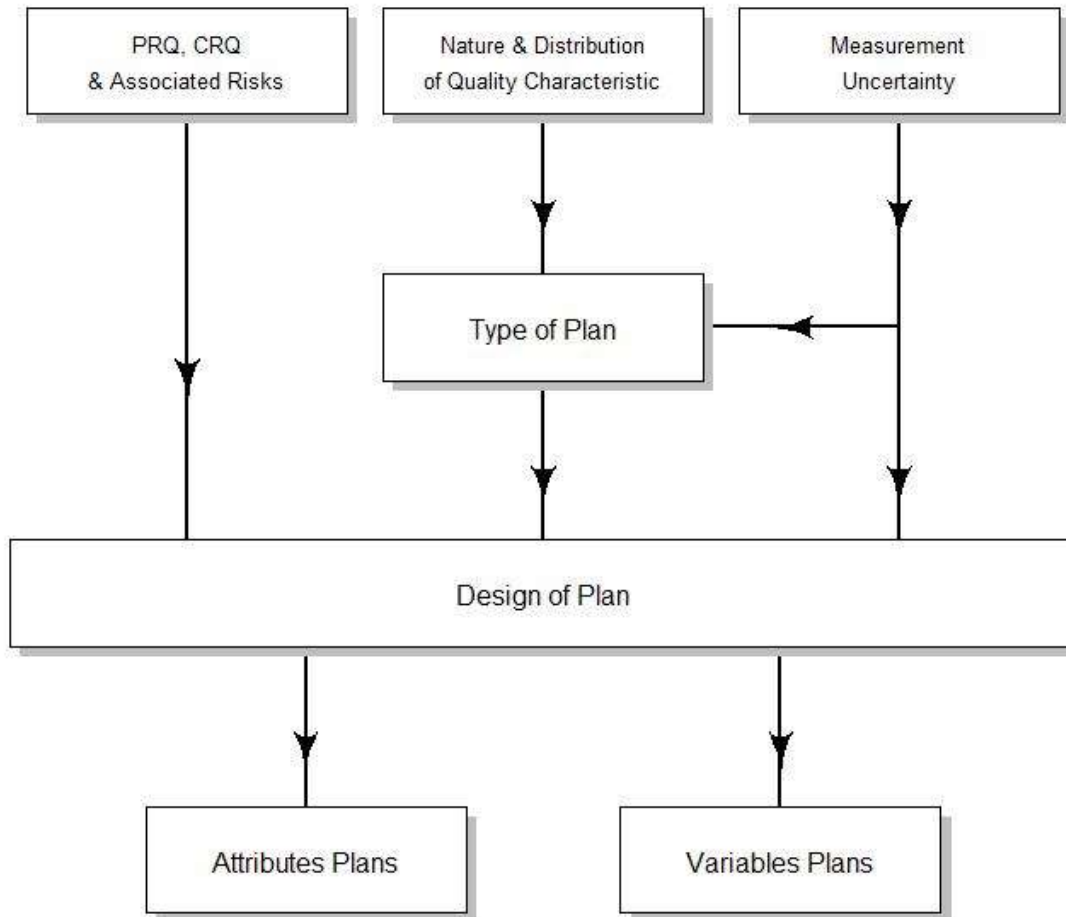 PRQ, CRQ
& Associated Risks
Nature & Distribution
of Quality Characteristic
Measurement
Uncertainty
Type of Plan
Design of Plan
Attributes Plans
Variables Plans